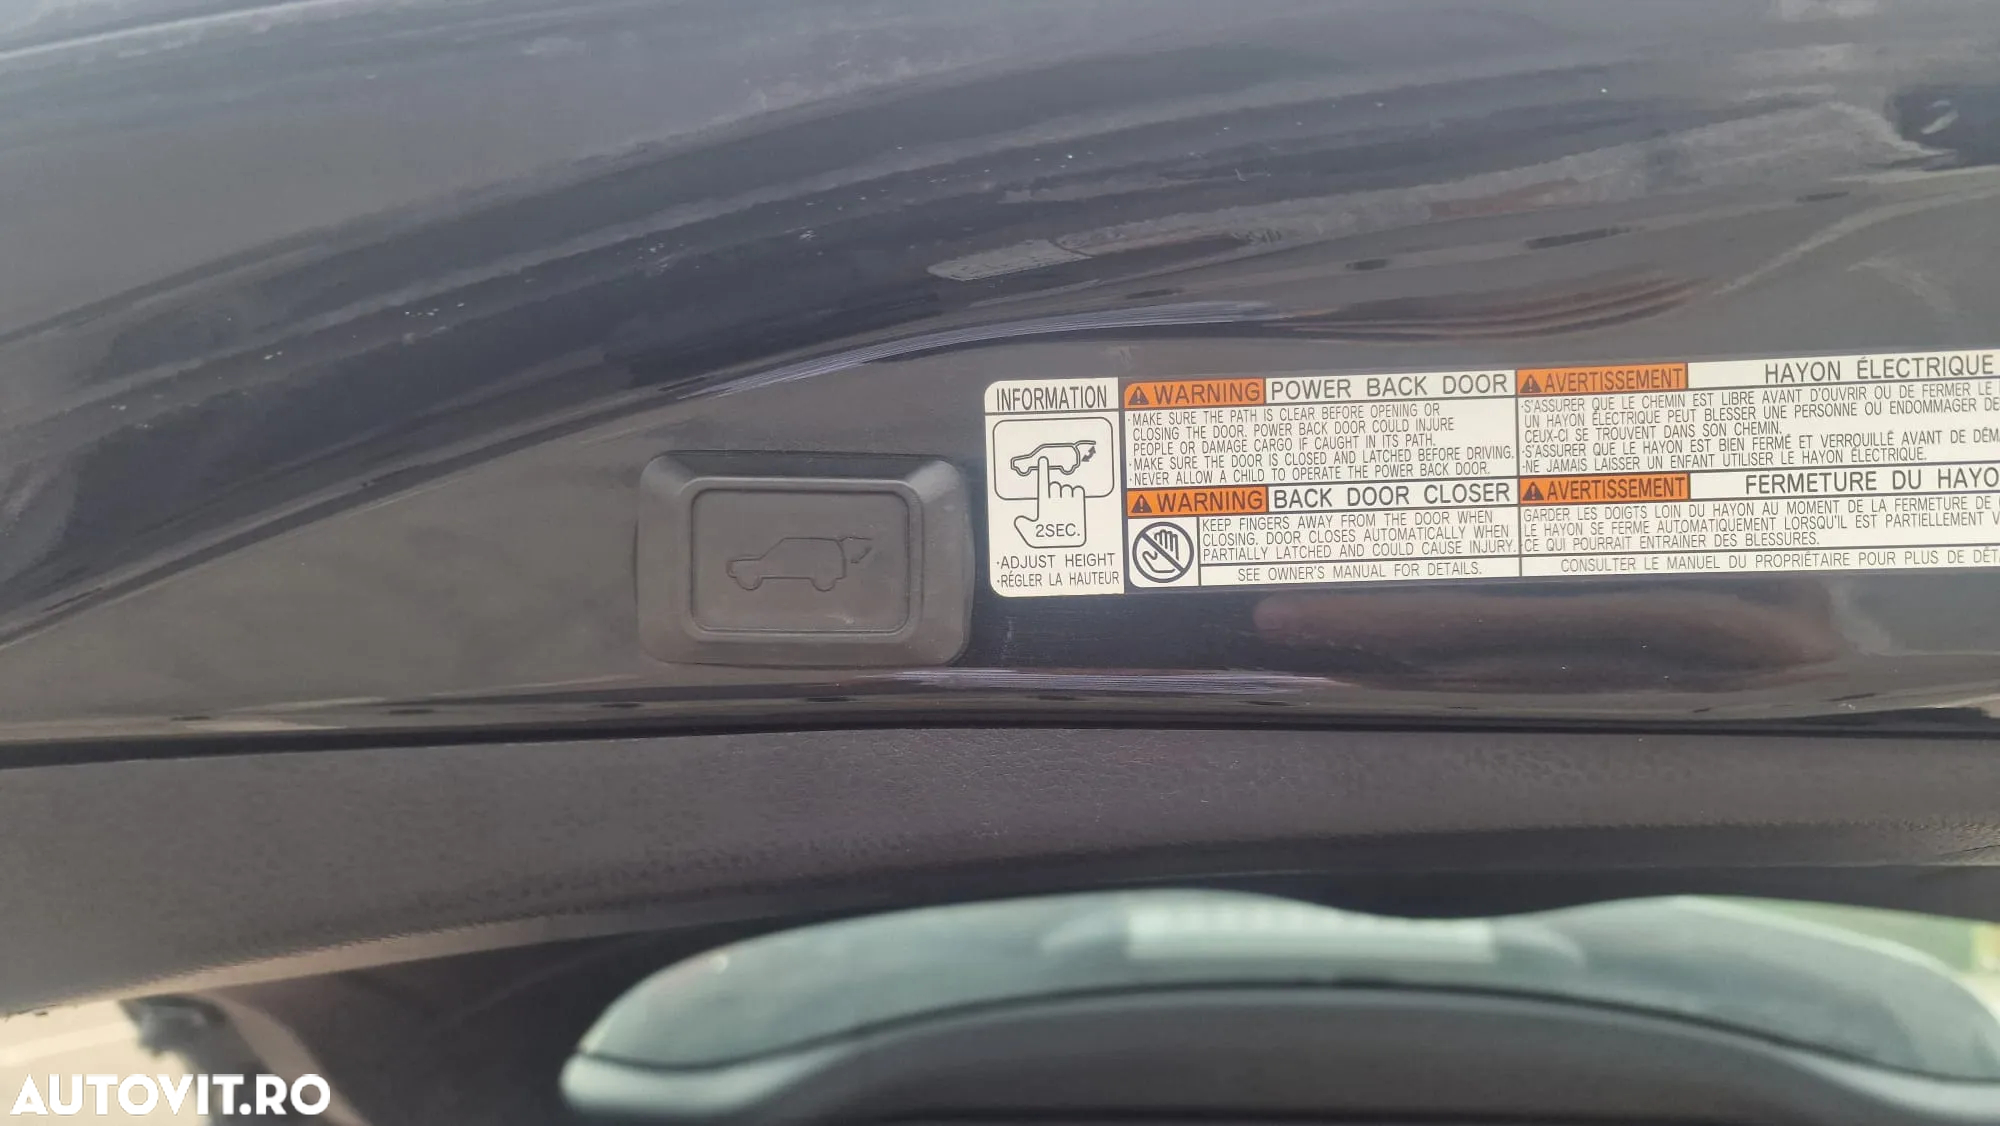 INFORMATION
2SEC.
·ADJUST HEIGHT
·RÉGLER LA HAUTEUR
WARNING POWER BACK DOOR
·MAKE SURE THE PATH IS CLEAR BEFORE OPENING OR
CLOSING THE DOOR. POWER BACK DOOR COULD INJURE
PEOPLE OR DAMAGE CARGO IF CAUGHT IN ITS PATH.
·MAKE SURE THE DOOR IS CLOSED AND LATCHED BEFORE DRIVING.
·NEVER ALLOW A CHILD TO OPERATE THE POWER BACK DOOR.
WARNING BACK DOOR CLOSER
KEEP FINGERS AWAY FROM THE DOOR WHEN
CLOSING. DOOR CLOSES AUTOMATICALLY WHEN
PARTIALLY LATCHED AND COULD CAUSE INJURY.
SEE OWNER'S MANUAL FOR DETAILS.
AVERTISSEMENT HAYON ÉLECTRIQUE
·S'ASSURER QUE LE CHEMIN EST LIBRE AVANT D'OUVRIR OU DE FERMER LE
UN HAYON ÉLECTRIQUE PEUT BLESSER UNE PERSONNE OU ENDOMMAGER DE
CEUX-CI SE TROUVENT DANS SON CHEMIN.
·S'ASSURER QUE LE HAYON EST BIEN FERMÉ ET VERROUILLÉ AVANT DE DÉM
·NE JAMAIS LAISSER UN ENFANT UTILISER LE HAYON ÉLECTRIQUE.
AVERTISSEMENT FERMETURE DU HAYO
GARDER LES DOIGTS LOIN DU HAYON AU MOMENT DE LA FERMETURE DE
LE HAYON SE FERME AUTOMATIQUEMENT LORSQU'IL EST PARTIELLEMENT V
CE QUI POURRAIT ENTRAÎNER DES BLESSURES.
CONSULTER LE MANUEL DU PROPRIÉTAIRE POUR PLUS DE DÉTA
AUTOVIT.RO